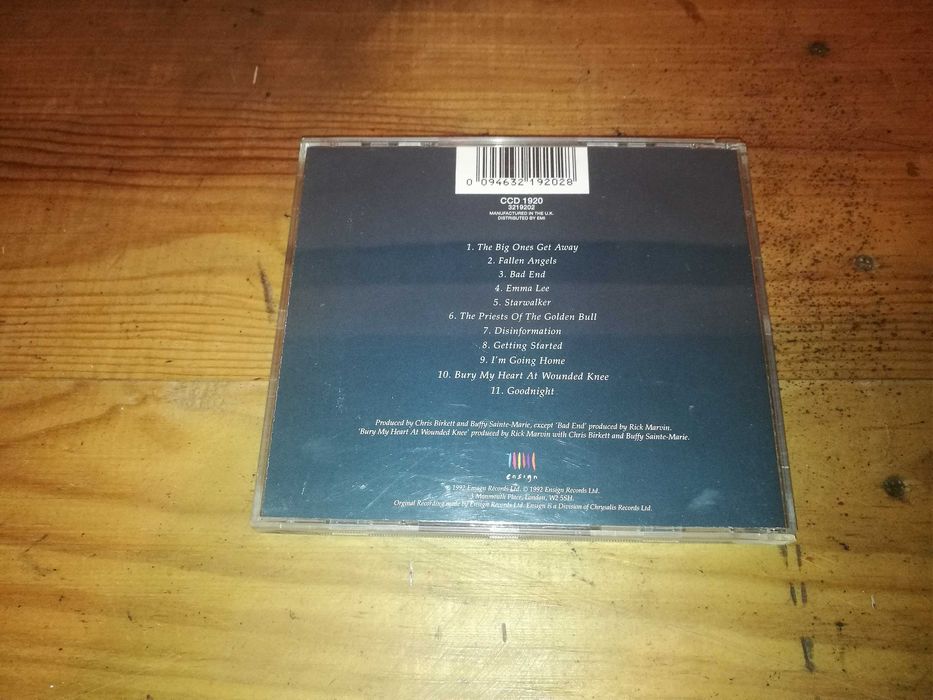 0 094632 192028
CCD 1920
3219202
MANUFACTURED IN THE U.K.
DISTRIBUTED BY EMI
1. The Big Ones Get Away
2. Fallen Angels
3. Bad End
4. Emma Lee
5. Starwalker
6. The Priests Of The Golden Bull
7. Disinformation
8. Getting Started
9. I'm Going Home
10. Bury My Heart At Wounded Knee
11. Goodnight
Produced by Chris Birkett and Buffy Sainte-Marie, except 'Bad End' produced by Rick Marvin.
'Bury My Heart At Wounded Knee' produced by Rick Marvin with Chris Birkett and Buffy Sainte-Marie.
ensign
℗ 1992 Ensign Records Ltd. © 1992 Ensign Records Ltd.
3 Monmouth Place, London, W2 5SH.
Orginal Recording made by Ensign Records Ltd. Ensign is a Division of Chrysalis Records Ltd.